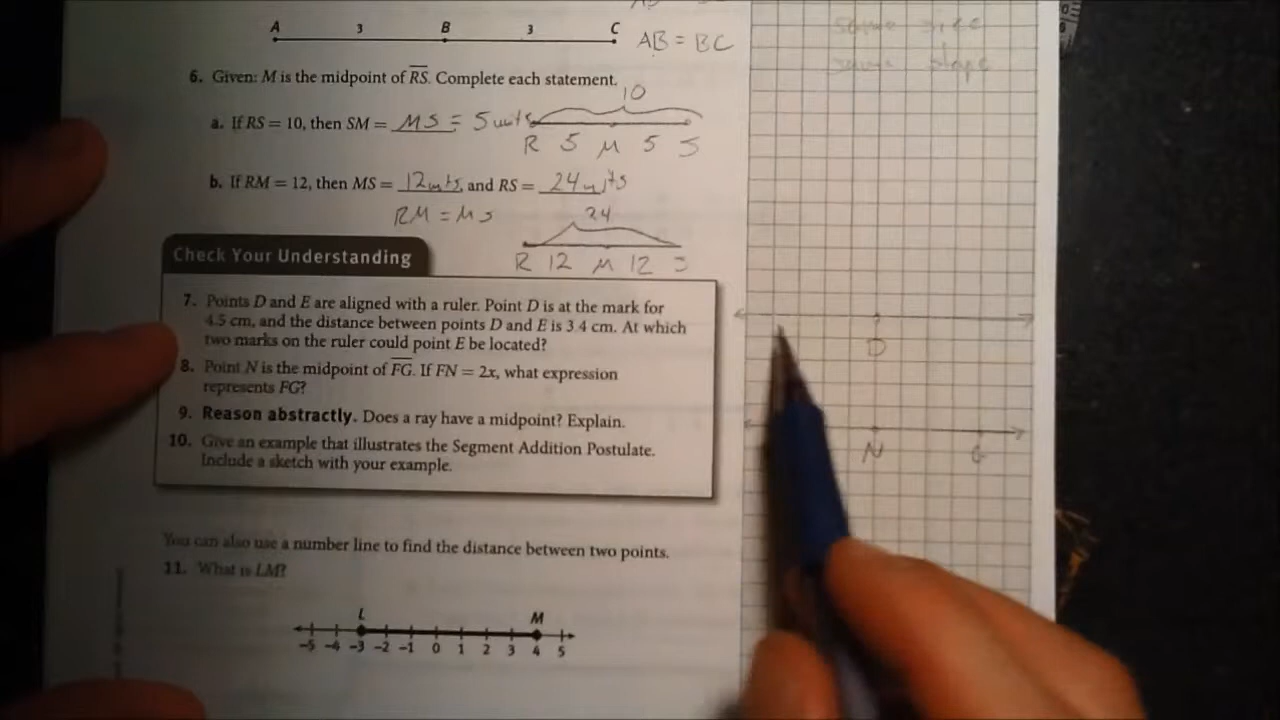 A 3 B 3 C
AB = BC
same size
same shape
6. Given: M is the midpoint of RS. Complete each statement.
10
a. If RS = 10, then SM = MS = 5 units
R 5 M 5 S
b. If RM = 12, then MS = 12 units and RS = 24 units
RM = MS
24
R 12 M 12 S
Check Your Understanding
7. Points D and E are aligned with a ruler. Point D is at the mark for
4.5 cm, and the distance between points D and E is 3.4 cm. At which
two marks on the ruler could point E be located?
8. Point N is the midpoint of FG. If FN = 2x, what expression
represents FG?
9. Reason abstractly. Does a ray have a midpoint? Explain.
10. Give an example that illustrates the Segment Addition Postulate.
Include a sketch with your example.
D
N G
You can also use a number line to find the distance between two points.
11. What is LM?
L M
-5 -4 -3 -2 -1 0 1 2 3 4 5